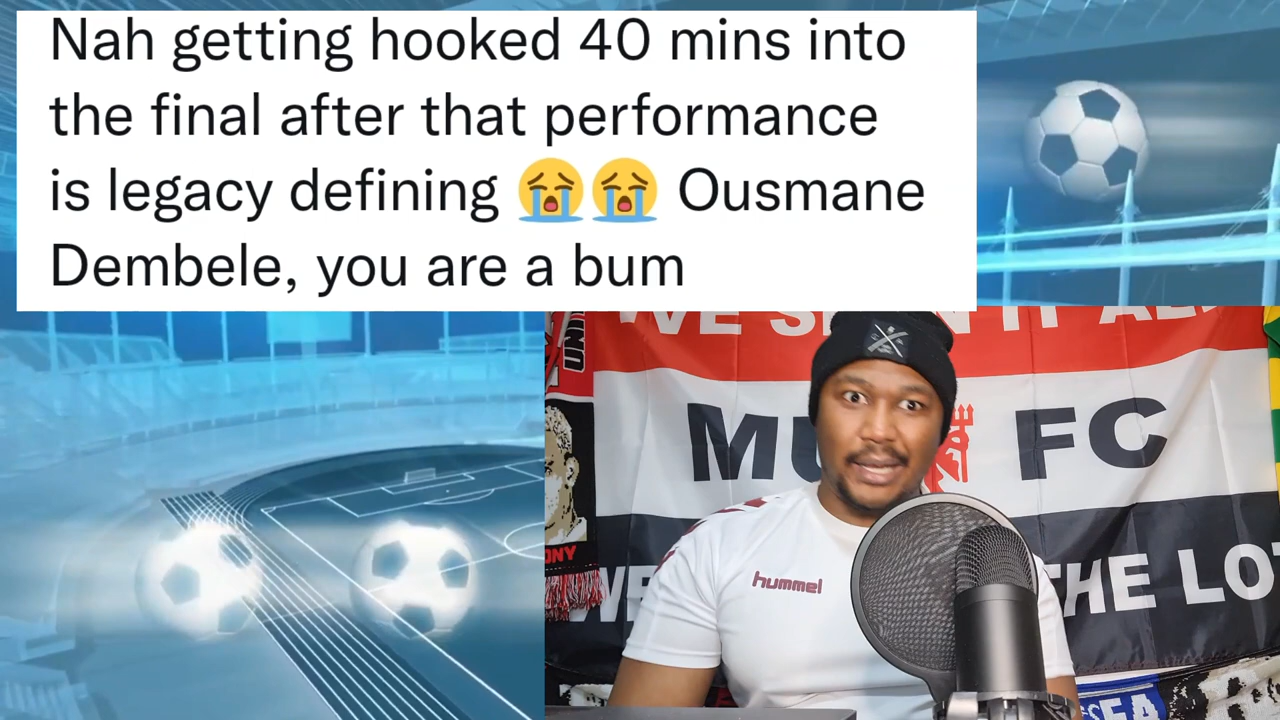 Nah getting hooked 40 mins into
the final after that performance
is legacy defining 😭😭 Ousmane
Dembele, you are a bum
MU FC
hummel
THE LOT